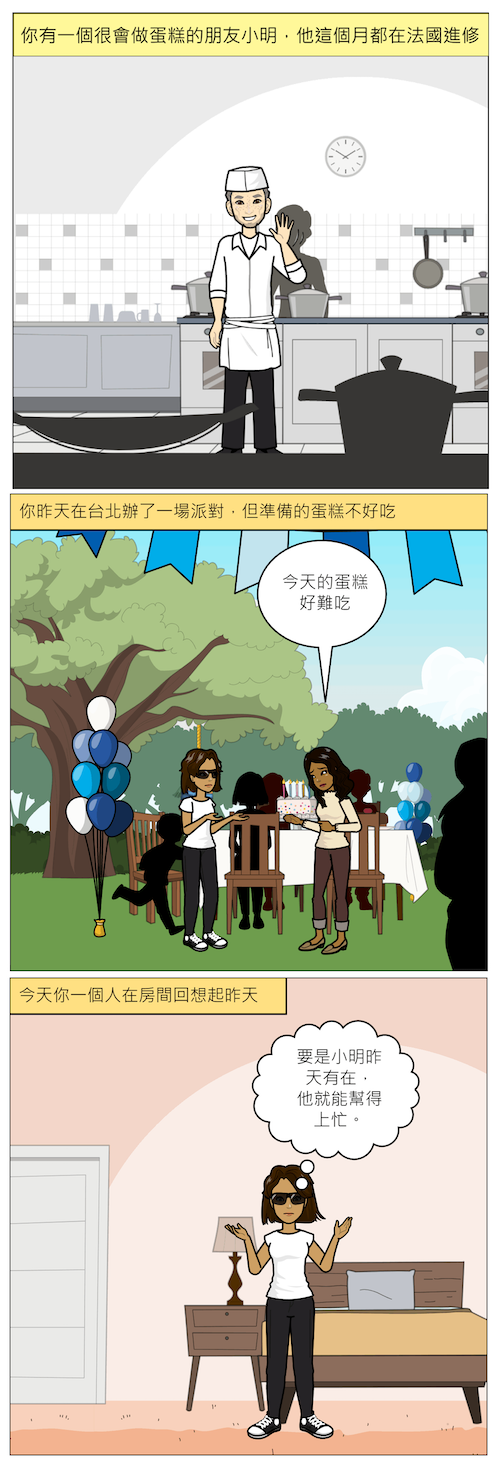 你有一個很會做蛋糕的朋友小明，他這個月都在法國進修
你昨天在台北辦了一場派對，但準備的蛋糕不好吃
今天的蛋糕
好難吃
今天你一個人在房間回想起昨天
要是小明昨
天有在，
他就能幫得
上忙。